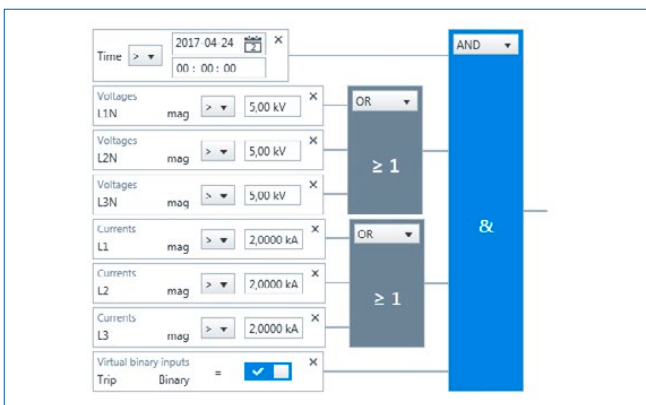 2017-04-24
2
×
Time > 00 : 00 : 00
AND
Voltages ×
L1N mag > 5,00 kV
OR
Voltages ×
L2N mag > 5,00 kV
≥ 1
Voltages ×
L3N mag > 5,00 kV
Currents ×
L1 mag > 2,0000 kA
OR
&
Currents ×
L2 mag > 2,0000 kA
≥ 1
Currents ×
L3 mag > 2,0000 kA
Virtual binary inputs ×
Trip Binary =